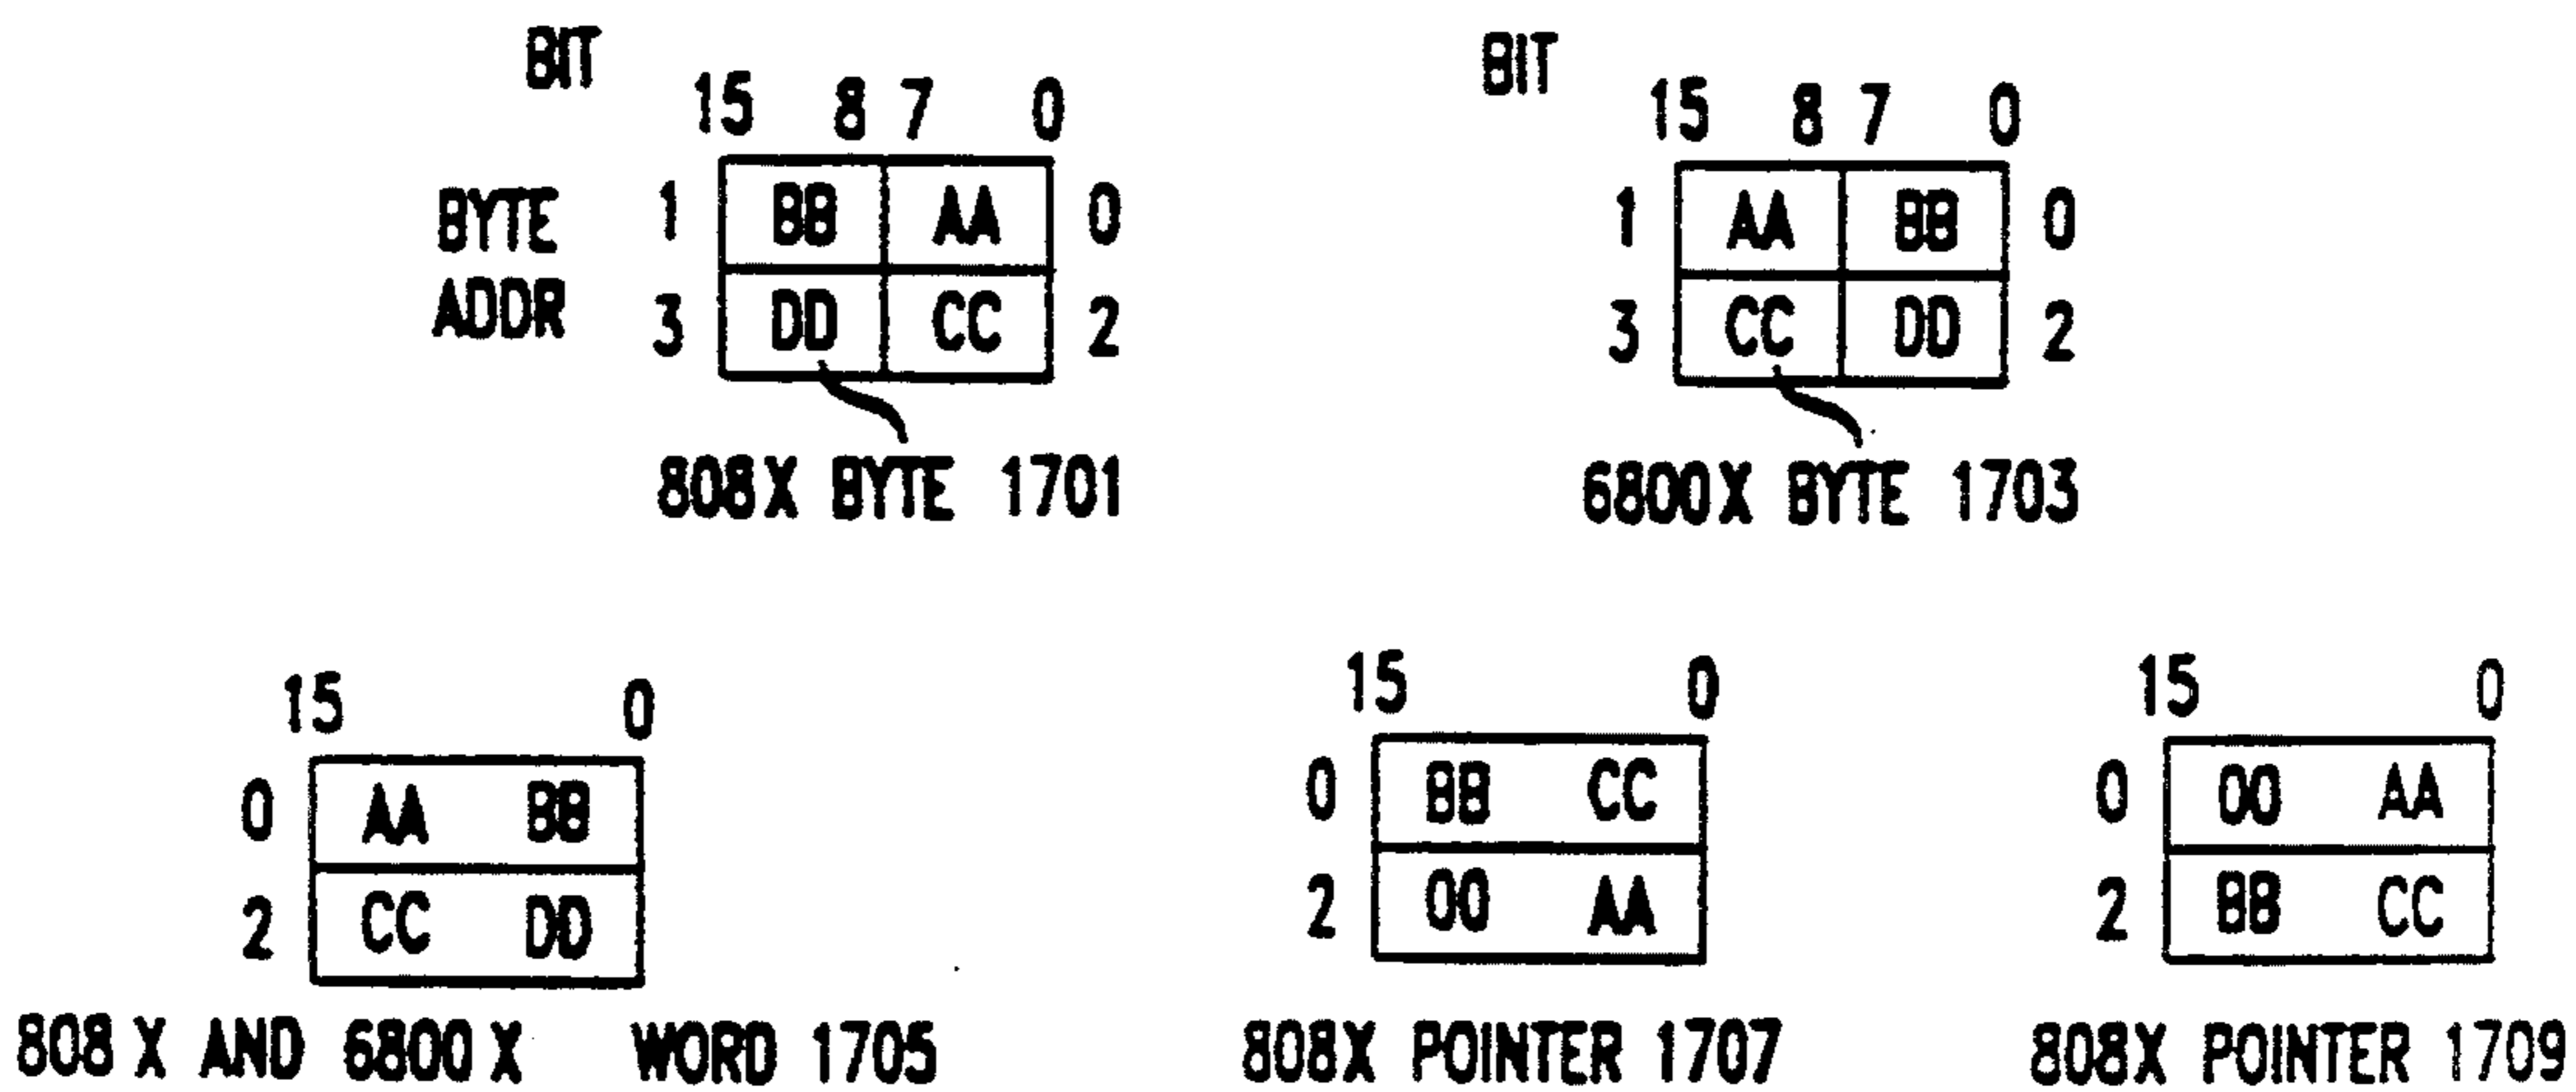 BIT
15 8 7 0
BYTE ADDR
1 BB AA 0
3 DD CC 2
808X BYTE 1701
BIT
15 8 7 0
1 AA BB 0
3 CC DD 2
6800X BYTE 1703
15 0
0 AA BB
2 CC DD
808X AND 6800X WORD 1705
15 0
0 BB CC
2 00 AA
808X POINTER 1707
15 0
0 00 AA
2 BB CC
808X POINTER 1709